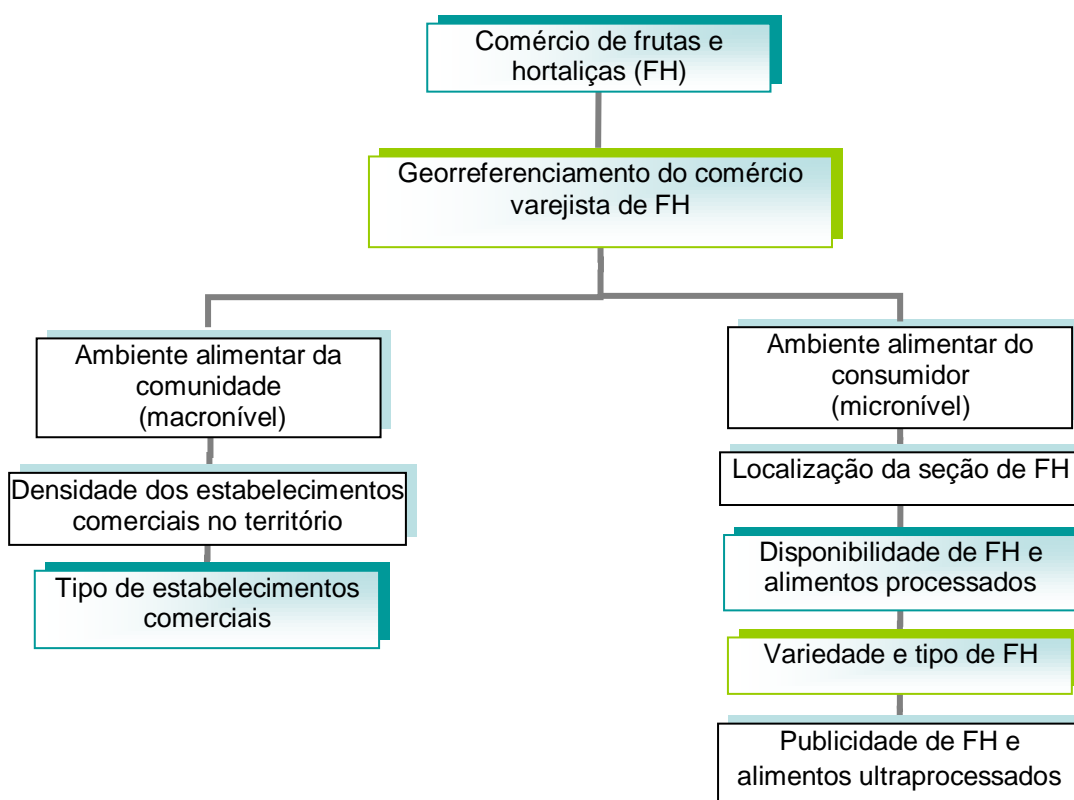 Comércio de frutas e
hortaliças (FH)
Georreferenciamento do comércio
varejista de FH
Ambiente alimentar da
comunidade
(macronível)
Densidade dos estabelecimentos
comerciais no território
Tipo de estabelecimentos
comerciais
Ambiente alimentar do
consumidor
(micronível)
Localização da seção de FH
Disponibilidade de FH e
alimentos processados
Variedade e tipo de FH
Publicidade de FH e
alimentos ultraprocessados